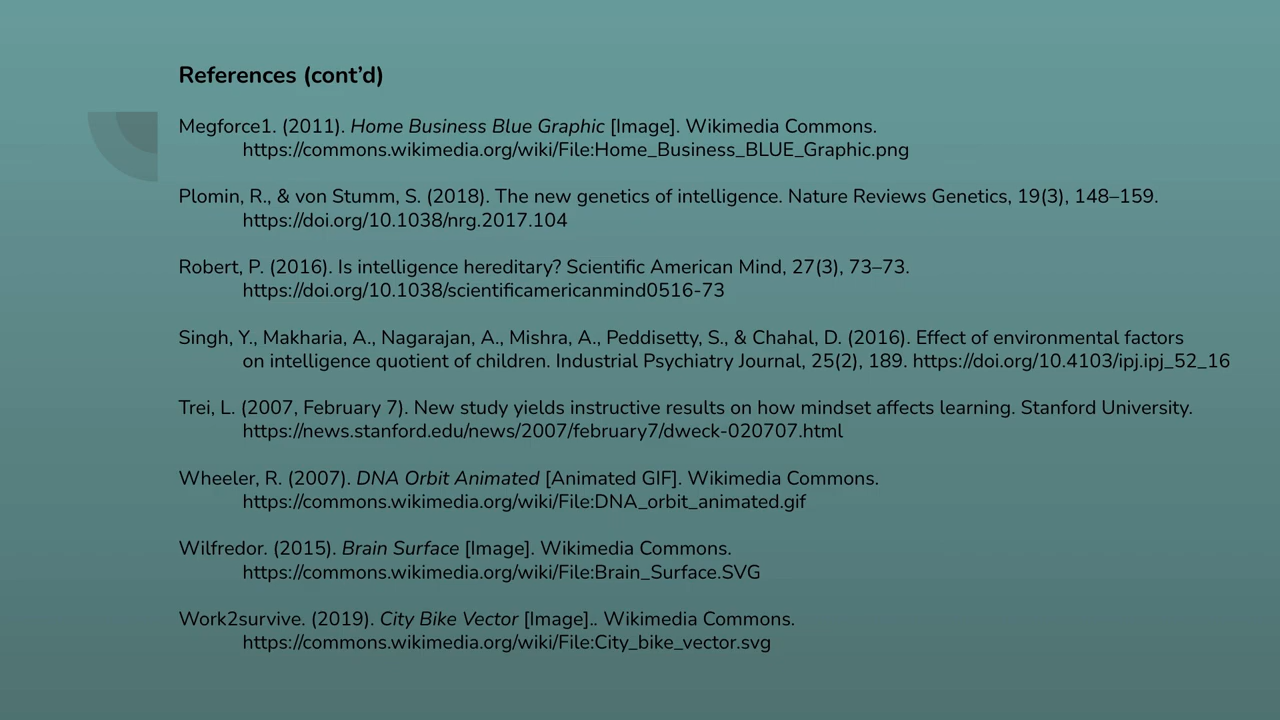 References (cont’d)
Megforce1. (2011). Home Business Blue Graphic [Image]. Wikimedia Commons.
https://commons.wikimedia.org/wiki/File:Home_Business_BLUE_Graphic.png
Plomin, R., & von Stumm, S. (2018). The new genetics of intelligence. Nature Reviews Genetics, 19(3), 148–159.
https://doi.org/10.1038/nrg.2017.104
Robert, P. (2016). Is intelligence hereditary? Scientific American Mind, 27(3), 73–73.
https://doi.org/10.1038/scientificamericanmind0516-73
Singh, Y., Makharia, A., Nagarajan, A., Mishra, A., Peddisetty, S., & Chahal, D. (2016). Effect of environmental factors
on intelligence quotient of children. Industrial Psychiatry Journal, 25(2), 189. https://doi.org/10.4103/ipj.ipj_52_16
Trei, L. (2007, February 7). New study yields instructive results on how mindset affects learning. Stanford University.
https://news.stanford.edu/news/2007/february7/dweck-020707.html
Wheeler, R. (2007). DNA Orbit Animated [Animated GIF]. Wikimedia Commons.
https://commons.wikimedia.org/wiki/File:DNA_orbit_animated.gif
Wilfredor. (2015). Brain Surface [Image]. Wikimedia Commons.
https://commons.wikimedia.org/wiki/File:Brain_Surface.SVG
Work2survive. (2019). City Bike Vector [Image].. Wikimedia Commons.
https://commons.wikimedia.org/wiki/File:City_bike_vector.svg